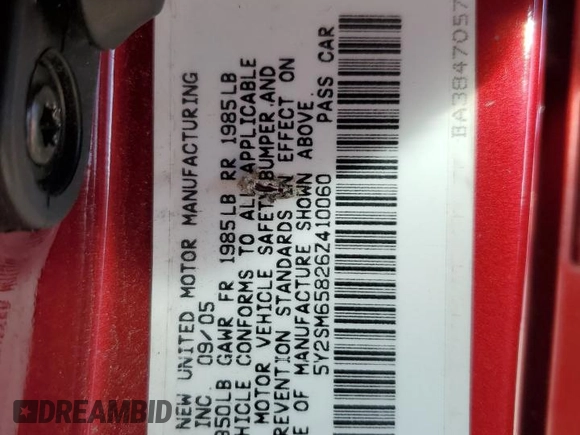 NEW UNITED MOTOR MANUFACTURING
INC. 09/05
850LB GAWR FR 1985LB RR 1985LB
HICLE CONFORMS TO ALL APPLICABLE
MOTOR VEHICLE SAFETY BUMPER AND
REVENTION STANDARDS IN EFFECT ON
E OF MANUFACTURE SHOWN ABOVE.
5Y2SM65826Z410060 PASS CAR
BA3847057
DREAMBID